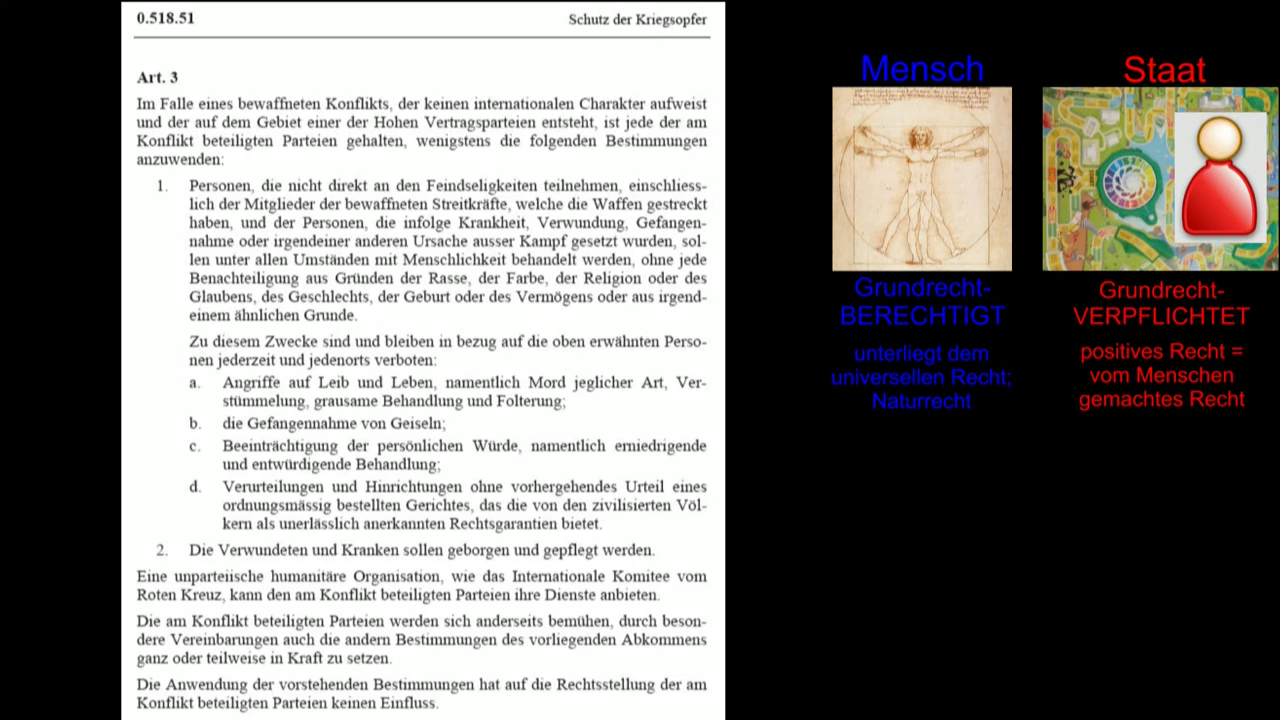 0.518.51
Schutz der Kriegsopfer
Art. 3
Im Falle eines bewaffneten Konflikts, der keinen internationalen Charakter aufweist
und der auf dem Gebiet einer der Hohen Vertragsparteien entsteht, ist jede der am
Konflikt beteiligten Parteien gehalten, wenigstens die folgenden Bestimmungen
anzuwenden:
1. Personen, die nicht direkt an den Feindseligkeiten teilnehmen, einschliess-
lich der Mitglieder der bewaffneten Streitkräfte, welche die Waffen gestreckt
haben, und der Personen, die infolge Krankheit, Verwundung, Gefangen-
nahme oder irgendeiner anderen Ursache ausser Kampf gesetzt wurden, sol-
len unter allen Umständen mit Menschlichkeit behandelt werden, ohne jede
Benachteiligung aus Gründen der Rasse, der Farbe, der Religion oder des
Glaubens, des Geschlechts, der Geburt oder des Vermögens oder aus irgend-
einem ähnlichen Grunde.
Zu diesem Zwecke sind und bleiben in bezug auf die oben erwähnten Perso-
nen jederzeit und jedenorts verboten:
a. Angriffe auf Leib und Leben, namentlich Mord jeglicher Art, Ver-
stümmelung, grausame Behandlung und Folterung;
b. die Gefangennahme von Geiseln;
c. Beeinträchtigung der persönlichen Würde, namentlich erniedrigende
und entwürdigende Behandlung;
d. Verurteilungen und Hinrichtungen ohne vorhergehendes Urteil eines
ordnungsmässig bestellten Gerichtes, das die von den zivilisierten Völ-
kern als unerlässlich anerkannten Rechtsgarantien bietet.
2. Die Verwundeten und Kranken sollen geborgen und gepflegt werden.
Eine unparteiische humanitäre Organisation, wie das Internationale Komitee vom
Roten Kreuz, kann den am Konflikt beteiligten Parteien ihre Dienste anbieten.
Die am Konflikt beteiligten Parteien werden sich anderseits bemühen, durch beson-
dere Vereinbarungen auch die andern Bestimmungen des vorliegenden Abkommens
ganz oder teilweise in Kraft zu setzen.
Die Anwendung der vorstehenden Bestimmungen hat auf die Rechtsstellung der am
Konflikt beteiligten Parteien keinen Einfluss.
Mensch
Grundrecht-
BERECHTIGT
unterliegt dem
universellen Recht;
Naturrecht
Staat
Grundrecht-
VERPFLICHTET
positives Recht =
vom Menschen
gemachtes Recht